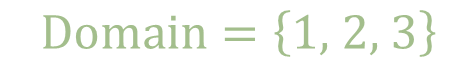 Domain = {1, 2, 3}